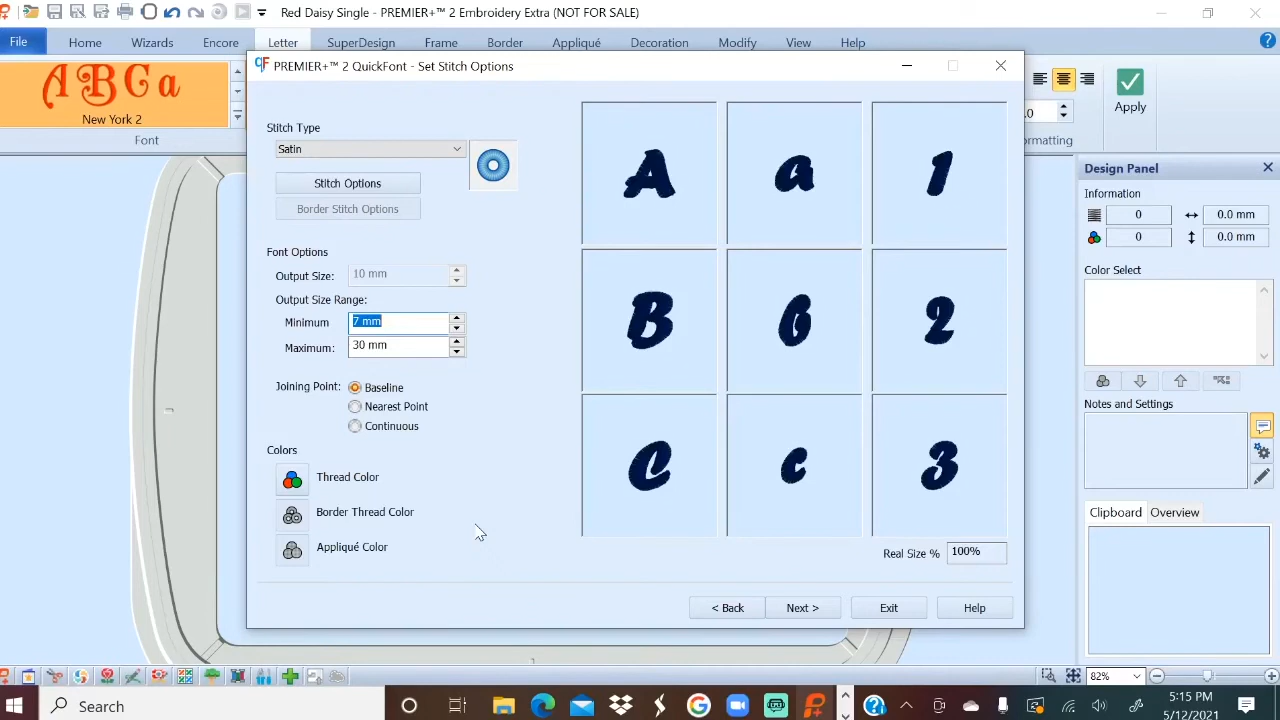 Red Daisy Single - PREMIER+™ 2 Embroidery Extra (NOT FOR SALE)
File Home Wizards Encore Letter SuperDesign Frame Border Appliqué Decoration Modify View Help
PREMIER+™ 2 QuickFont - Set Stitch Options
ABCa
New York 2
Font
.0
Apply
rmatting
Stitch Type
Satin
Stitch Options
Border Stitch Options
Font Options
Output Size: 10 mm
Output Size Range:
Minimum 7 mm
Maximum: 30 mm
Joining Point: Baseline
Nearest Point
Continuous
Colors
Thread Color
Border Thread Color
Appliqué Color
A a 1
B b 2
C c 3
Real Size % 100%
< Back Next > Exit Help
Design Panel
Information
0 0.0 mm
0 0.0 mm
Color Select
Notes and Settings
Clipboard Overview
82%
Search
5:15 PM
5/12/2021